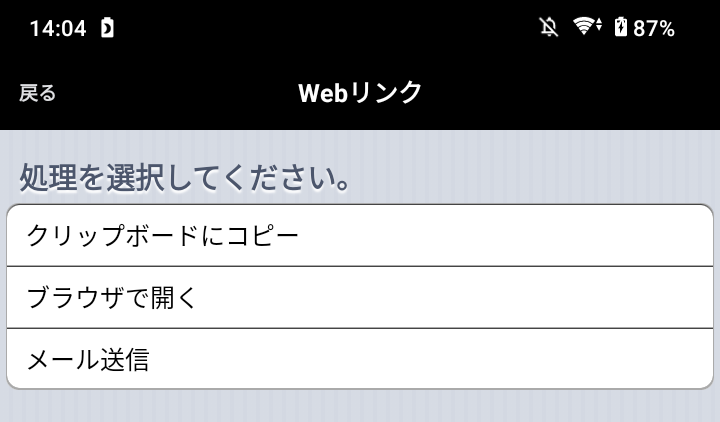 14:04 87%
戻る Webリンク
処理を選択してください。
クリップボードにコピー
ブラウザで開く
メール送信